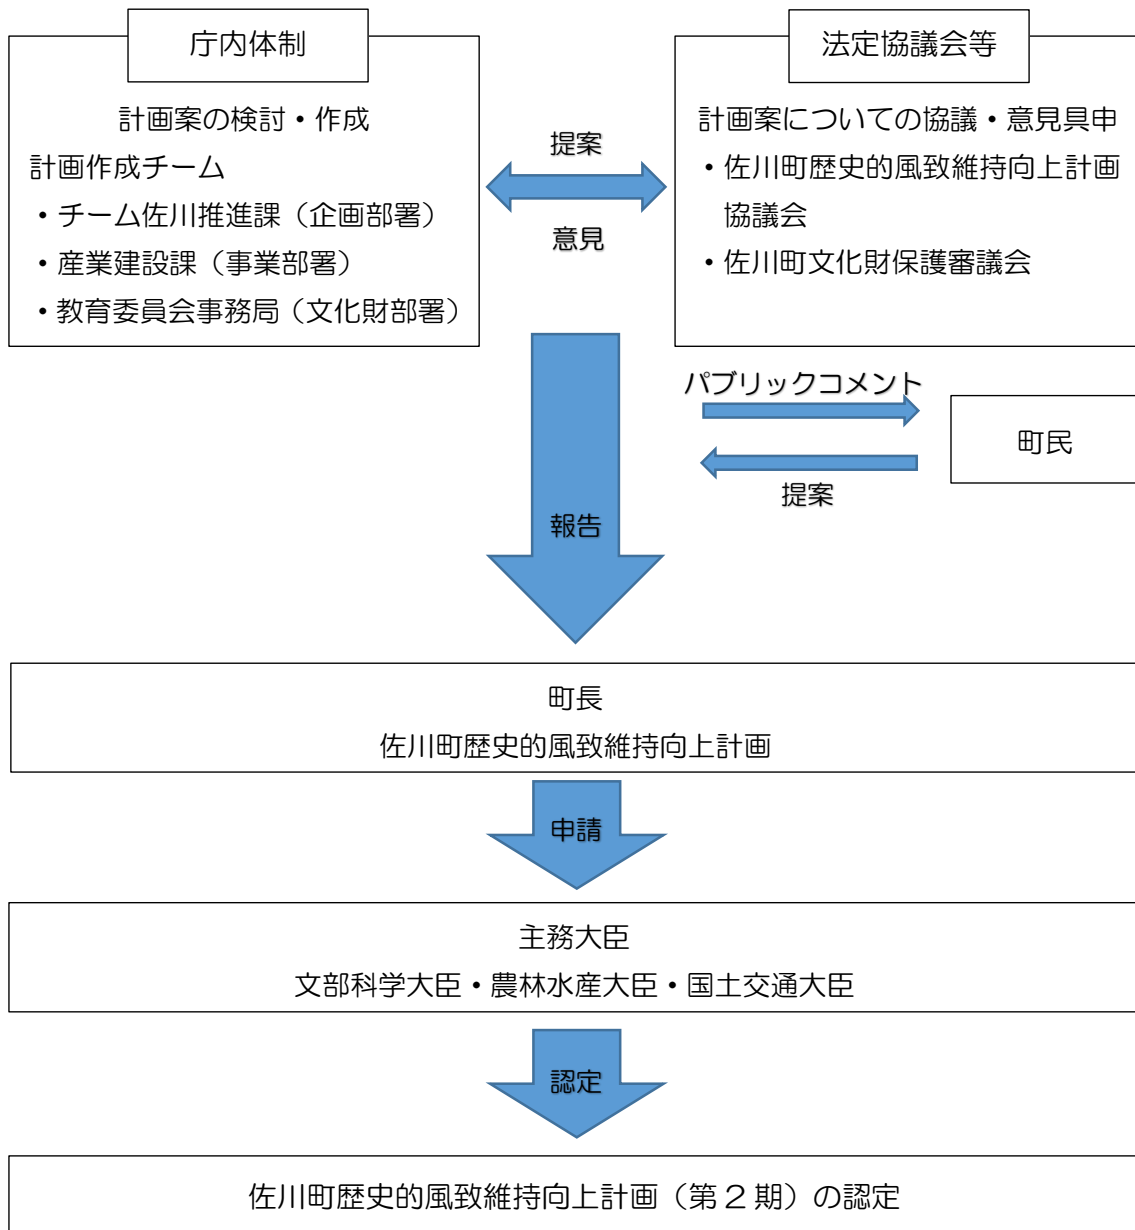 庁内体制
計画案の検討・作成
計画作成チーム
・チーム佐川推進課（企画部署）
・産業建設課（事業部署）
・教育委員会事務局（文化財部署）
提案
意見
法定協議会等
計画案についての協議・意見具申
・佐川町歴史的風致維持向上計画
協議会
・佐川町文化財保護審議会
パブリックコメント
町民
提案
報告
町長
佐川町歴史的風致維持向上計画
申請
主務大臣
文部科学大臣・農林水産大臣・国土交通大臣
認定
佐川町歴史的風致維持向上計画（第２期）の認定